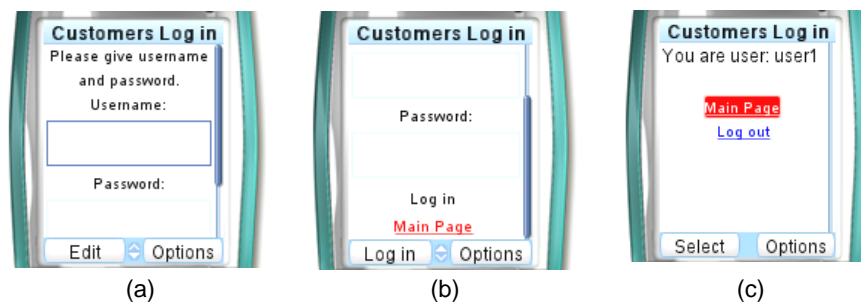 Customers Log in
Please give username
and password.
Username:
Password:
Edit
Options
(a)
Customers Log in
Password:
Log in
Main Page
Log in
Options
(b)
Customers Log in
You are user: user1
Main Page
Log out
Select
Options
(c)